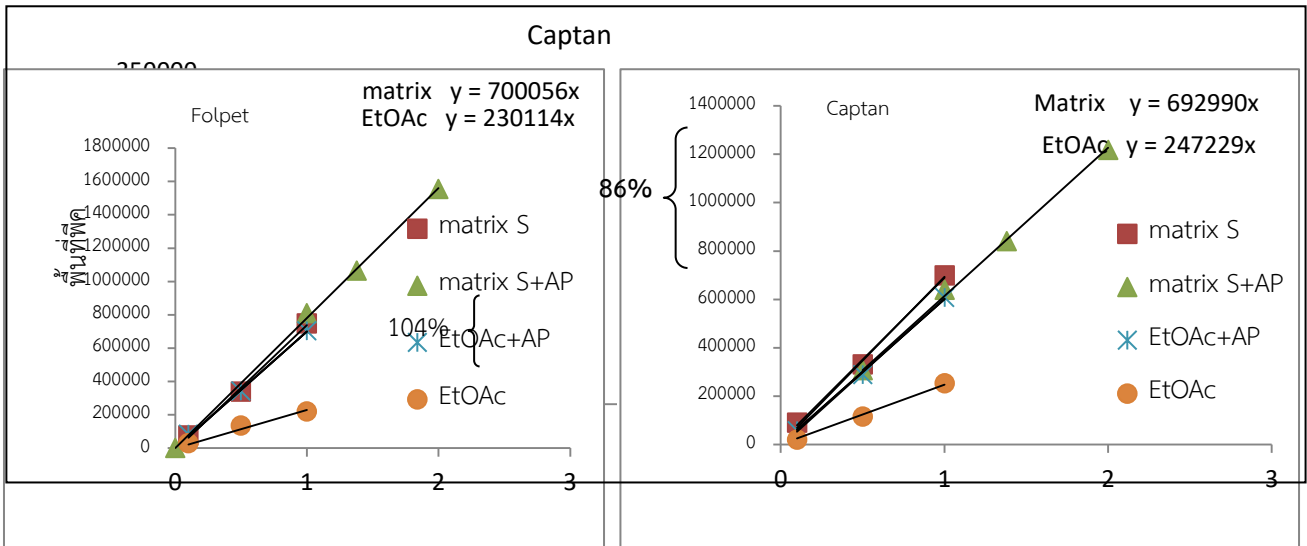 Captan
Folpet
matrix y = 700056x
EtOAc y = 230114x
1800000
1600000
1400000
1200000
1000000
800000
600000
400000
200000
0
0 1 2 3
matrix S
matrix S+AP
104%
EtOAc+AP
EtOAc
Captan
Matrix y = 692990x
EtOAc y = 247229x
86%
1400000
1200000
1000000
800000
600000
400000
200000
0
0 1 2 3
matrix S
matrix S+AP
EtOAc+AP
EtOAc